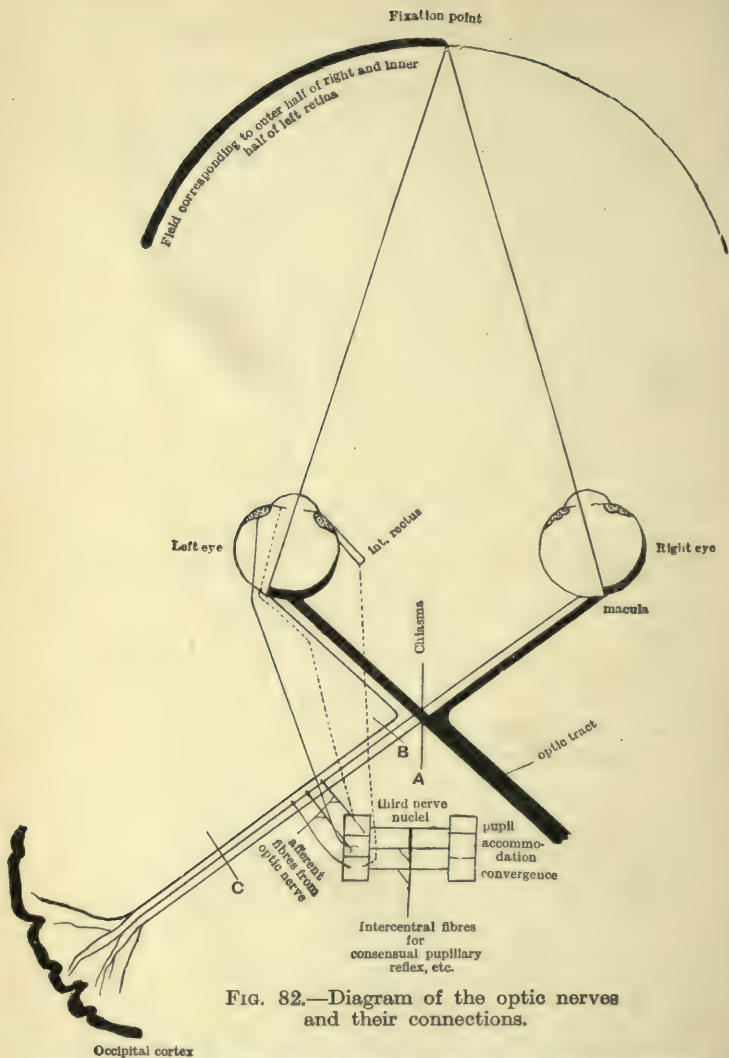 Fixation point
Field corresponding to outer half of right and inner
half of left retina
Left eye
int. rectus
Right eye
macula
Chiasma
optic tract
B
A
third nerve
nuclei
pupil
accommo-
dation
convergence
afferent
fibres from
optic nerve
C
Intercentral fibres
for
consensual pupillary
reflex, etc.
FIG. 82.—Diagram of the optic nerves
and their connections.
Occipital cortex